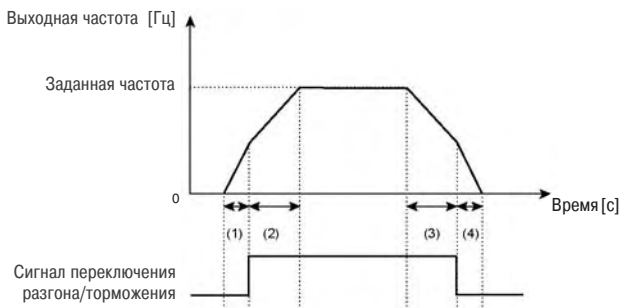 Выходная частота [Гц]
Заданная частота
0
Время [с]
(1) (2) (3) (4)
Сигнал переключения
разгона/торможения